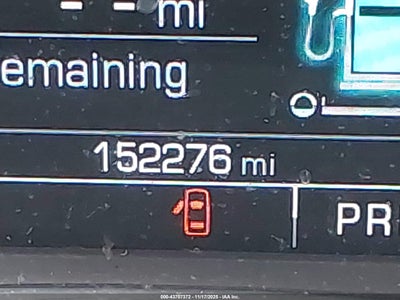 -- mi
emaining
152276 mi
PR
000-43707372 - 11/17/2025 - IAA Inc.